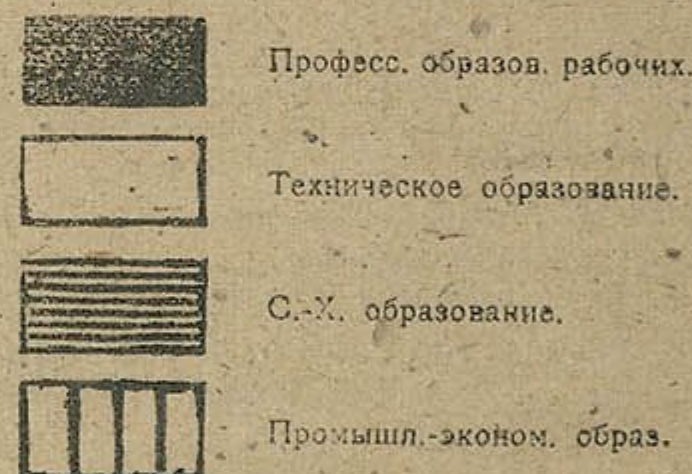 Професс. образов. рабочих.
Техническое образование.
С.-Х. образование.
Промышл.-эконом. образ.